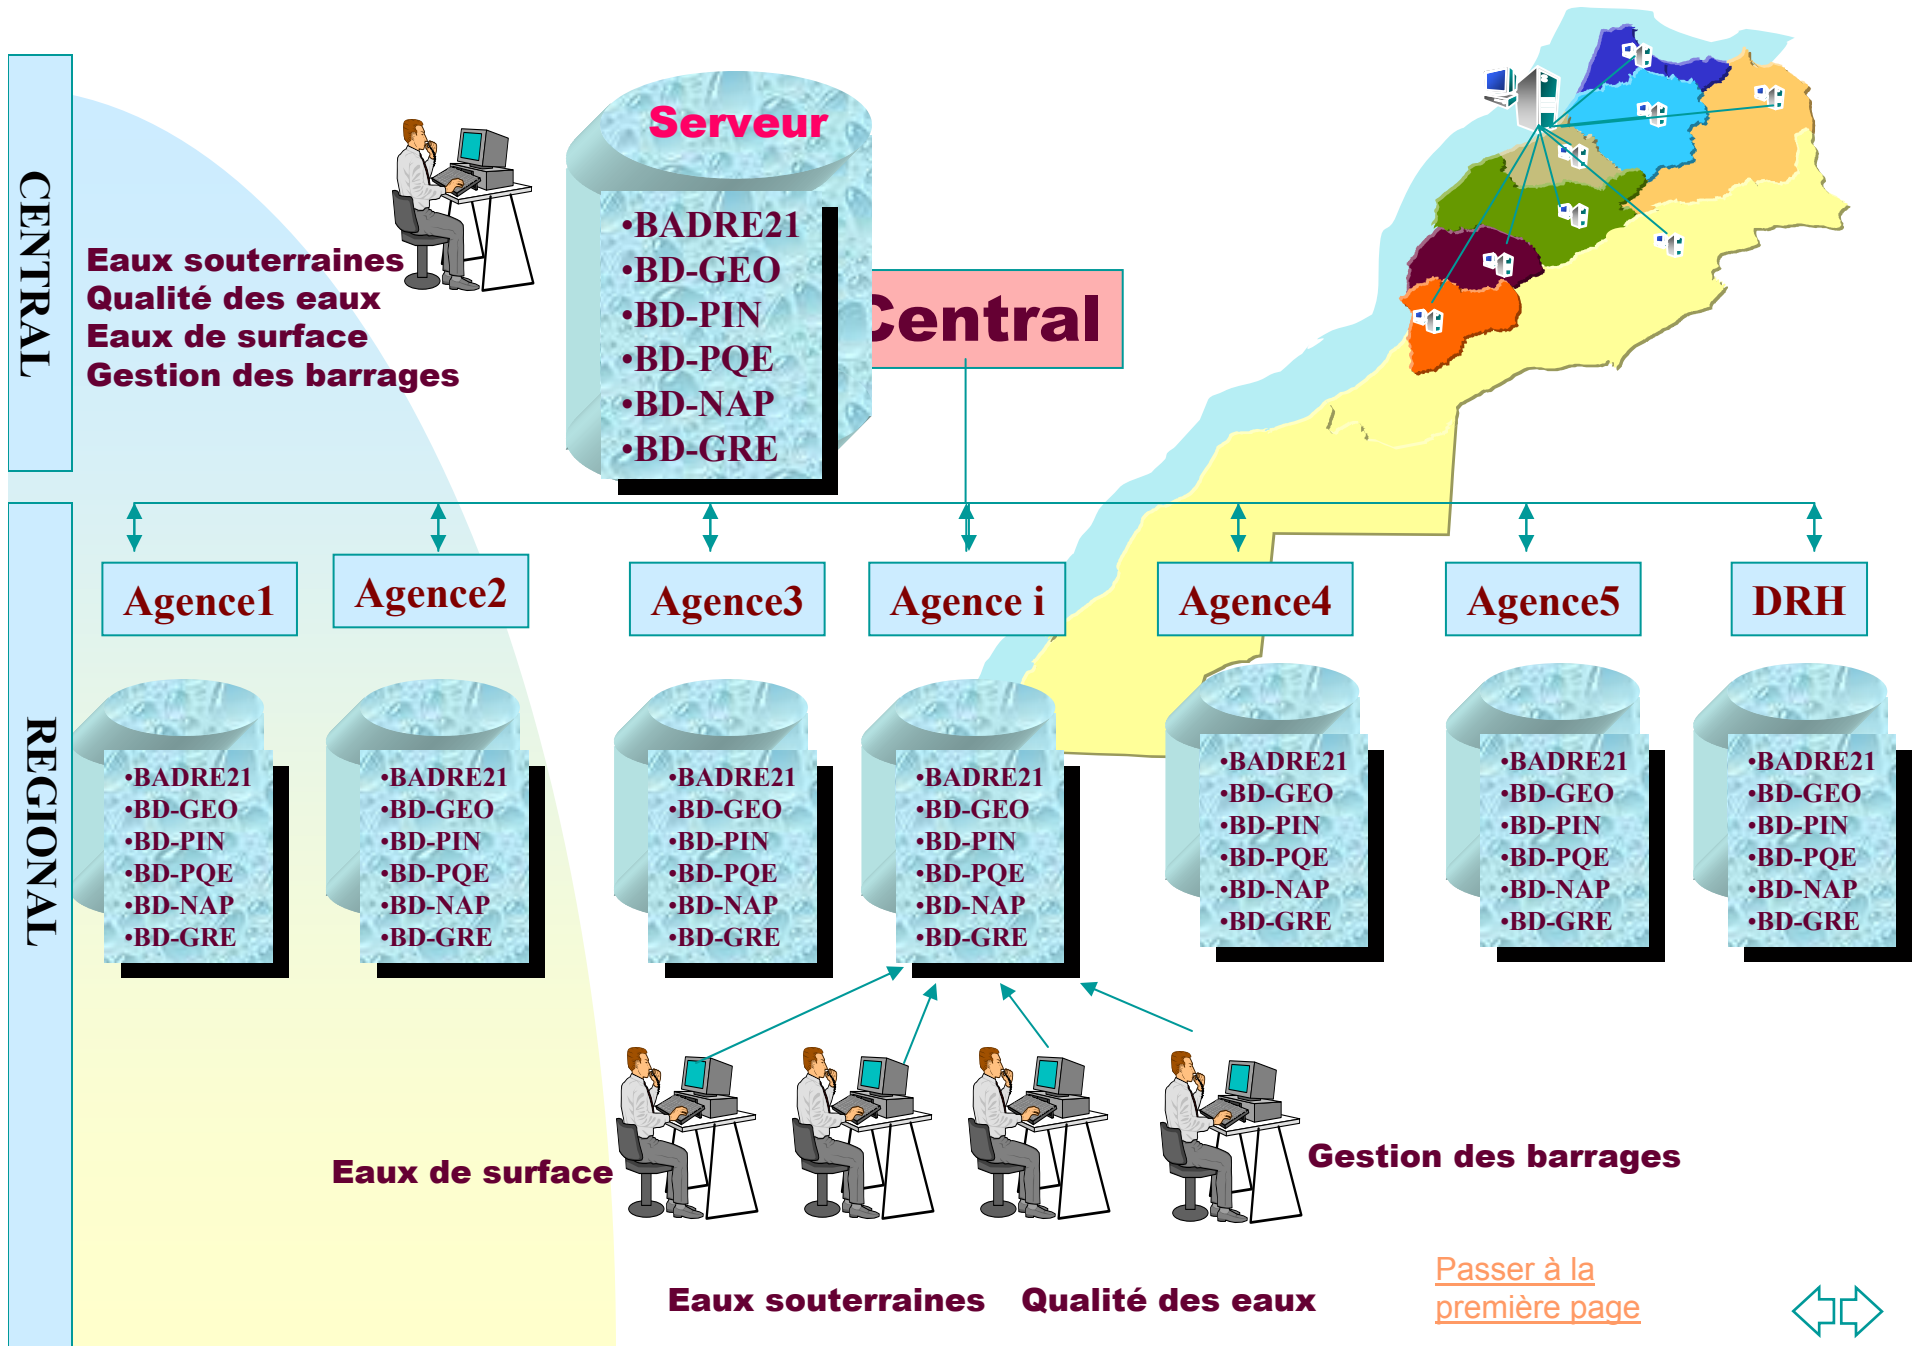 CENTRAL
Eaux souterraines
Qualité des eaux
Eaux de surface
Gestion des barrages
Serveur
•BADRE21
•BD-GEO
•BD-PIN
•BD-PQE
•BD-NAP
•BD-GRE
Central
REGIONAL
Agence1
Agence2
Agence3
Agence i
Agence4
Agence5
DRH
•BADRE21
•BD-GEO
•BD-PIN
•BD-PQE
•BD-NAP
•BD-GRE
•BADRE21
•BD-GEO
•BD-PIN
•BD-PQE
•BD-NAP
•BD-GRE
•BADRE21
•BD-GEO
•BD-PIN
•BD-PQE
•BD-NAP
•BD-GRE
•BADRE21
•BD-GEO
•BD-PIN
•BD-PQE
•BD-NAP
•BD-GRE
•BADRE21
•BD-GEO
•BD-PIN
•BD-PQE
•BD-NAP
•BD-GRE
•BADRE21
•BD-GEO
•BD-PIN
•BD-PQE
•BD-NAP
•BD-GRE
•BADRE21
•BD-GEO
•BD-PIN
•BD-PQE
•BD-NAP
•BD-GRE
Eaux de surface
Gestion des barrages
Eaux souterraines
Qualité des eaux
Passer à la
première page